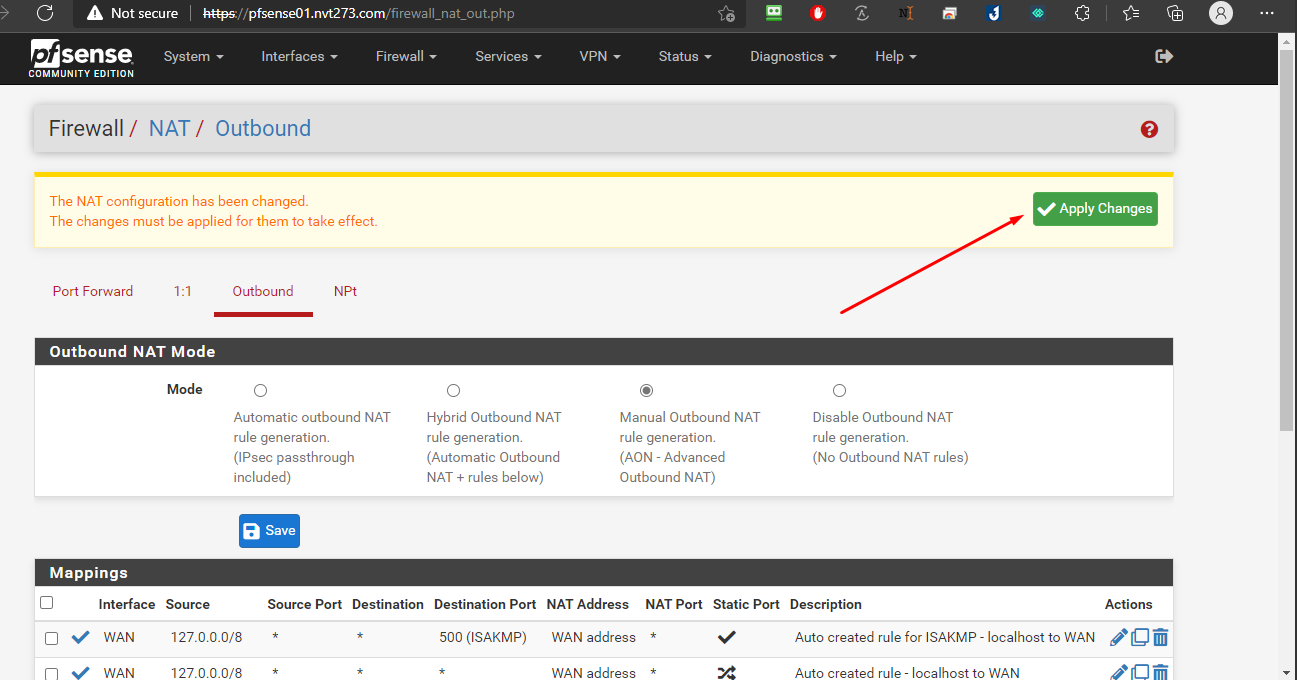 Not secure
https://pfsense01.nvt273.com/firewall_nat_out.php
pfsense
COMMUNITY EDITION
System
Interfaces
Firewall
Services
VPN
Status
Diagnostics
Help
Firewall / NAT / Outbound
The NAT configuration has been changed.
The changes must be applied for them to take effect.
Apply Changes
Port Forward
1:1
Outbound
NPt
Outbound NAT Mode
Mode
Automatic outbound NAT
rule generation.
(IPsec passthrough
included)
Hybrid Outbound NAT
rule generation.
(Automatic Outbound
NAT + rules below)
Manual Outbound NAT
rule generation.
(AON - Advanced
Outbound NAT)
Disable Outbound NAT
rule generation.
(No Outbound NAT rules)
Save
Mappings
Interface Source Source Port Destination Destination Port NAT Address NAT Port Static Port Description Actions
WAN 127.0.0.0/8 * * 500 (ISAKMP) WAN address * Auto created rule for ISAKMP - localhost to WAN
WAN 127.0.0.0/8 * * * WAN address * Auto created rule - localhost to WAN